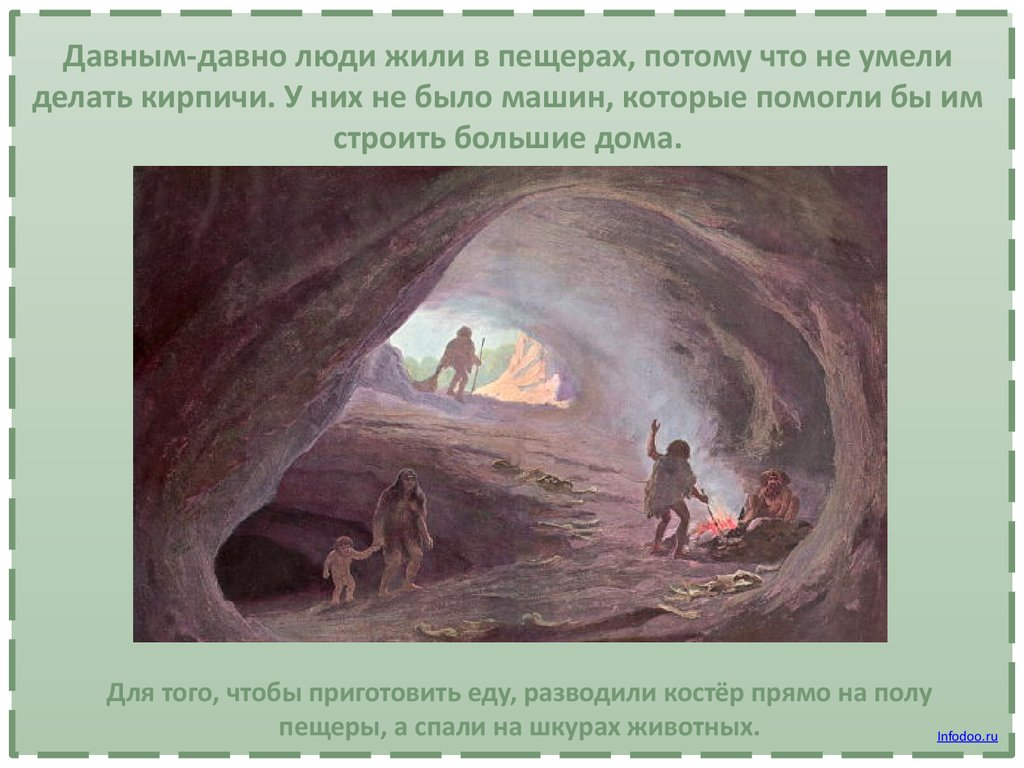 Давным-давно люди жили в пещерах, потому что не умели
делать кирпичи. У них не было машин, которые помогли бы им
строить большие дома.
Для того, чтобы приготовить еду, разводили костёр прямо на полу
пещеры, а спали на шкурах животных.
Infodoo.ru